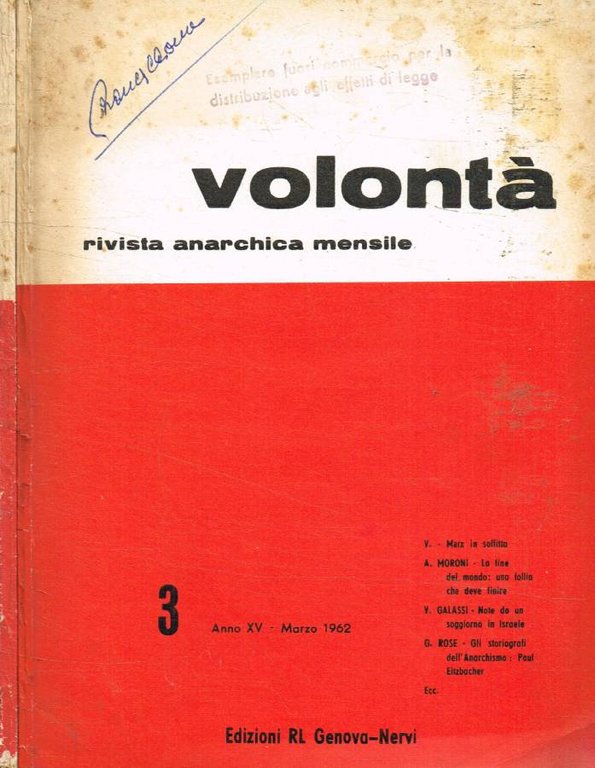 Esemplare fuori commercio per la
distribuzione agli effetti di legge
volontà
rivista anarchica mensile
V. - Marx in soffitta
A. MORONI - La fine
del mondo: una follia
che deve finire
V. GALASSI - Note da un
soggiorno in Israele
G. ROSE - Gli storiografi
dell'Anarchismo: Paul
Eltzbacher
Ecc.
3 Anno XV - Marzo 1962
Edizioni RL Genova-Nervi